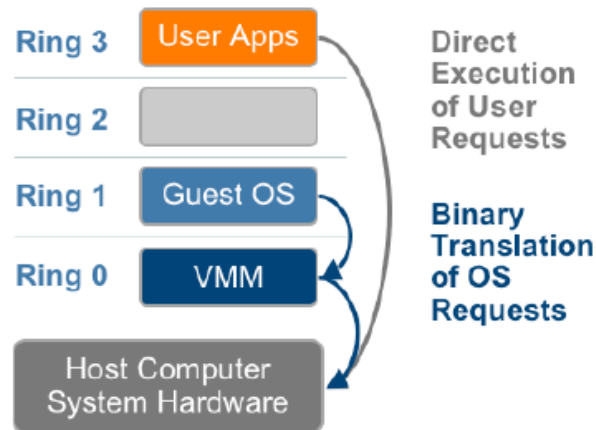 Ring 3
User Apps
Ring 2
Ring 1
Guest OS
Ring 0
VMM
Host Computer
System Hardware
Direct
Execution
of User
Requests
Binary
Translation
of OS
Requests